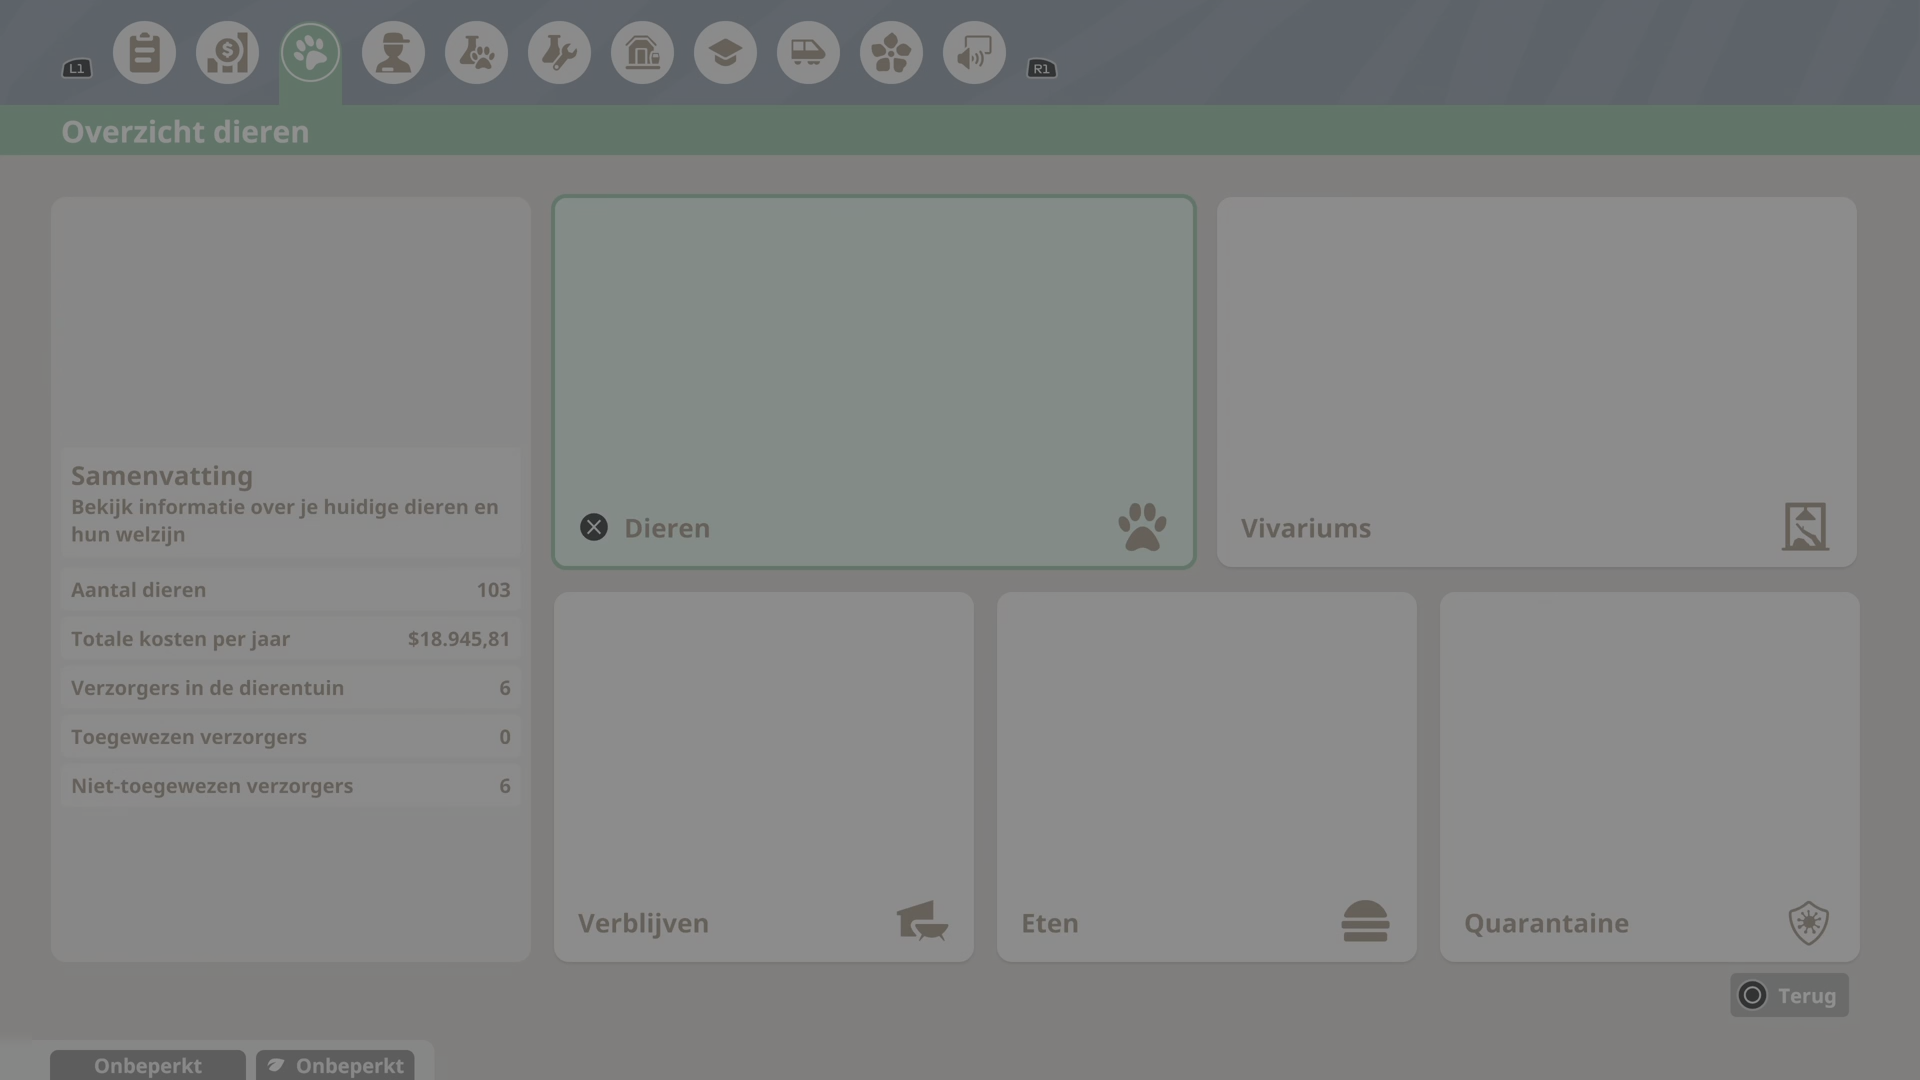 L1
R1
Overzicht dieren
Samenvatting
Bekijk informatie over je huidige dieren en
hun welzijn
Aantal dieren 103
Totale kosten per jaar $18.945,81
Verzorgers in de dierentuin 6
Toegewezen verzorgers 0
Niet-toegewezen verzorgers 6
Dieren
Vivariums
Verblijven
Eten
Quarantaine
Terug
Onbeperkt
Onbeperkt